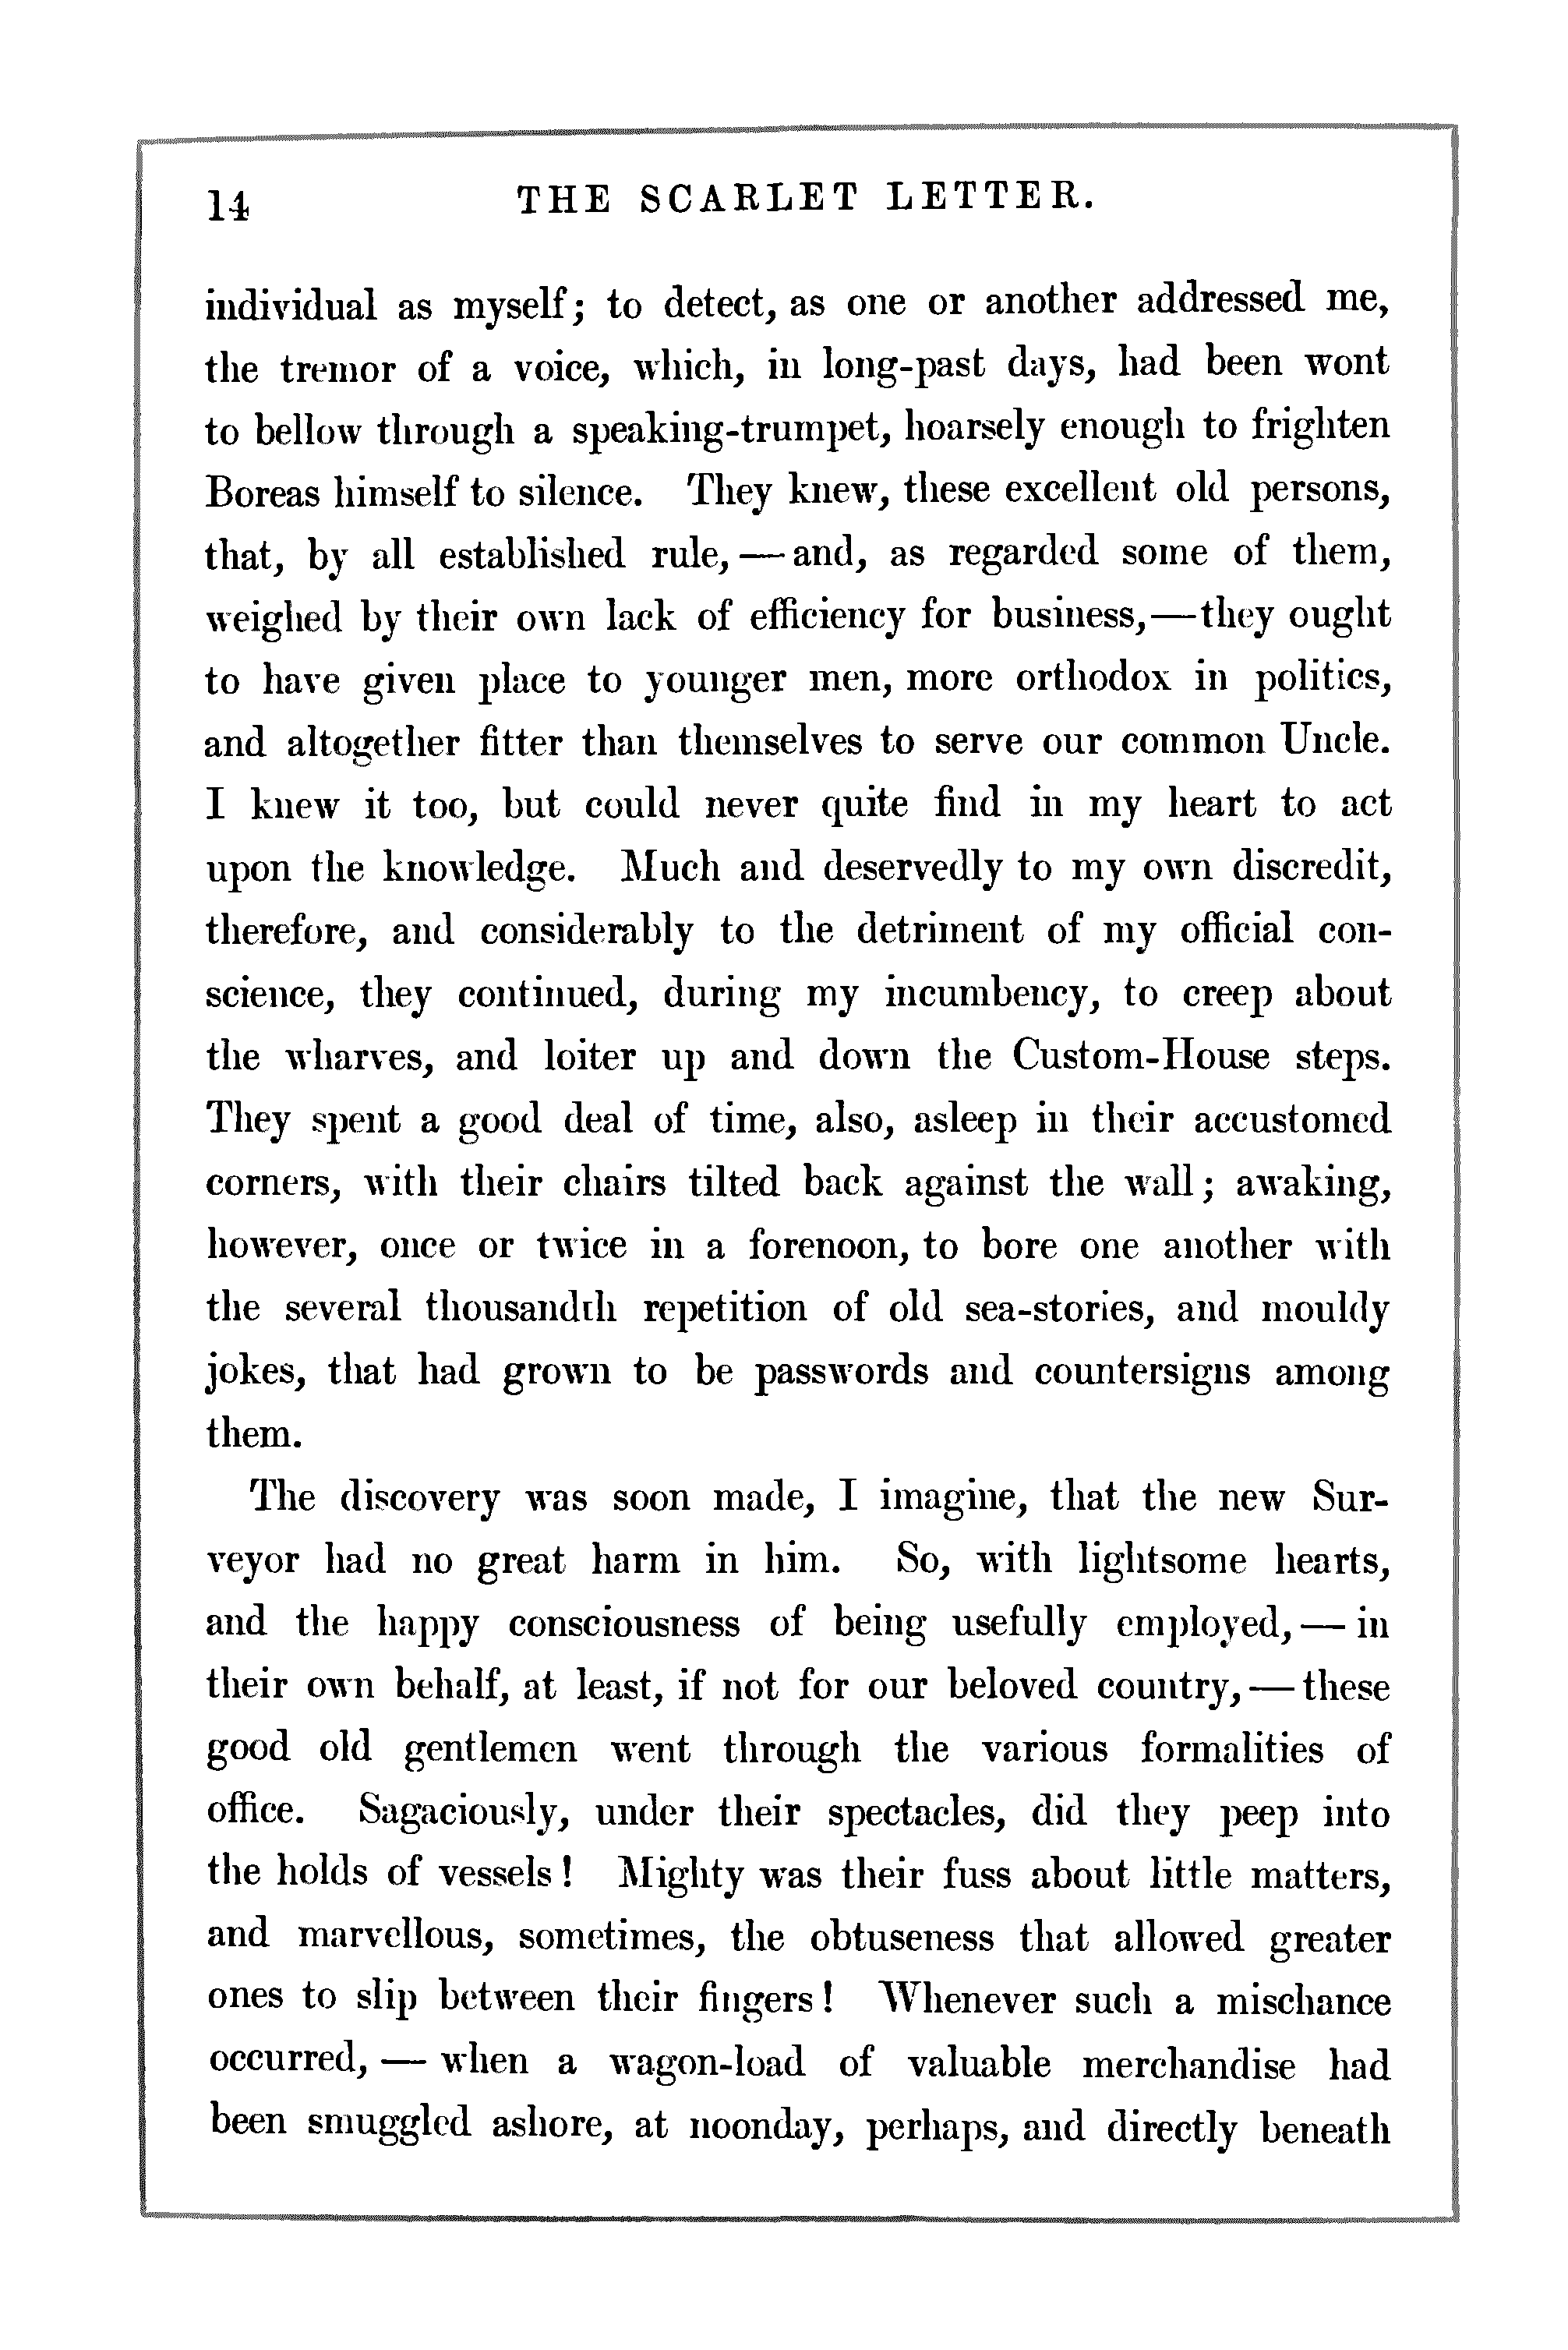 14 THE SCARLET LETTER.
individual as myself; to detect, as one or another addressed me,
the tremor of a voice, which, in long-past days, had been wont
to bellow through a speaking-trumpet, hoarsely enough to frighten
Boreas himself to silence. They knew, these excellent old persons,
that, by all established rule, — and, as regarded some of them,
weighed by their own lack of efficiency for business, — they ought
to have given place to younger men, more orthodox in politics,
and altogether fitter than themselves to serve our common Uncle.
I knew it too, but could never quite find in my heart to act
upon the knowledge. Much and deservedly to my own discredit,
therefore, and considerably to the detriment of my official con-
science, they continued, during my incumbency, to creep about
the wharves, and loiter up and down the Custom-House steps.
They spent a good deal of time, also, asleep in their accustomed
corners, with their chairs tilted back against the wall; awaking,
however, once or twice in a forenoon, to bore one another with
the several thousandth repetition of old sea-stories, and mouldy
jokes, that had grown to be passwords and countersigns among
them.
The discovery was soon made, I imagine, that the new Sur-
veyor had no great harm in him. So, with lightsome hearts,
and the happy consciousness of being usefully employed, — in
their own behalf, at least, if not for our beloved country, — these
good old gentlemen went through the various formalities of
office. Sagaciously, under their spectacles, did they peep into
the holds of vessels! Mighty was their fuss about little matters,
and marvellous, sometimes, the obtuseness that allowed greater
ones to slip between their fingers! Whenever such a mischance
occurred, — when a wagon-load of valuable merchandise had
been smuggled ashore, at noonday, perhaps, and directly beneath